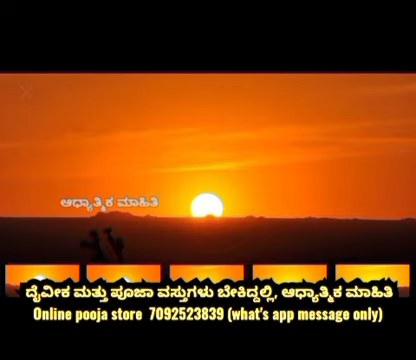 ಆಧ್ಯಾತ್ಮಿಕ ಮಾಹಿತಿ
ದೈವೀಕ ಮತ್ತು ಪೂಜಾ ವಸ್ತುಗಳು ಬೇಕಿದ್ದಲ್ಲಿ, ಆಧ್ಯಾತ್ಮಿಕ ಮಾಹಿತಿ
Online pooja store 7092523839 (what's app message only)